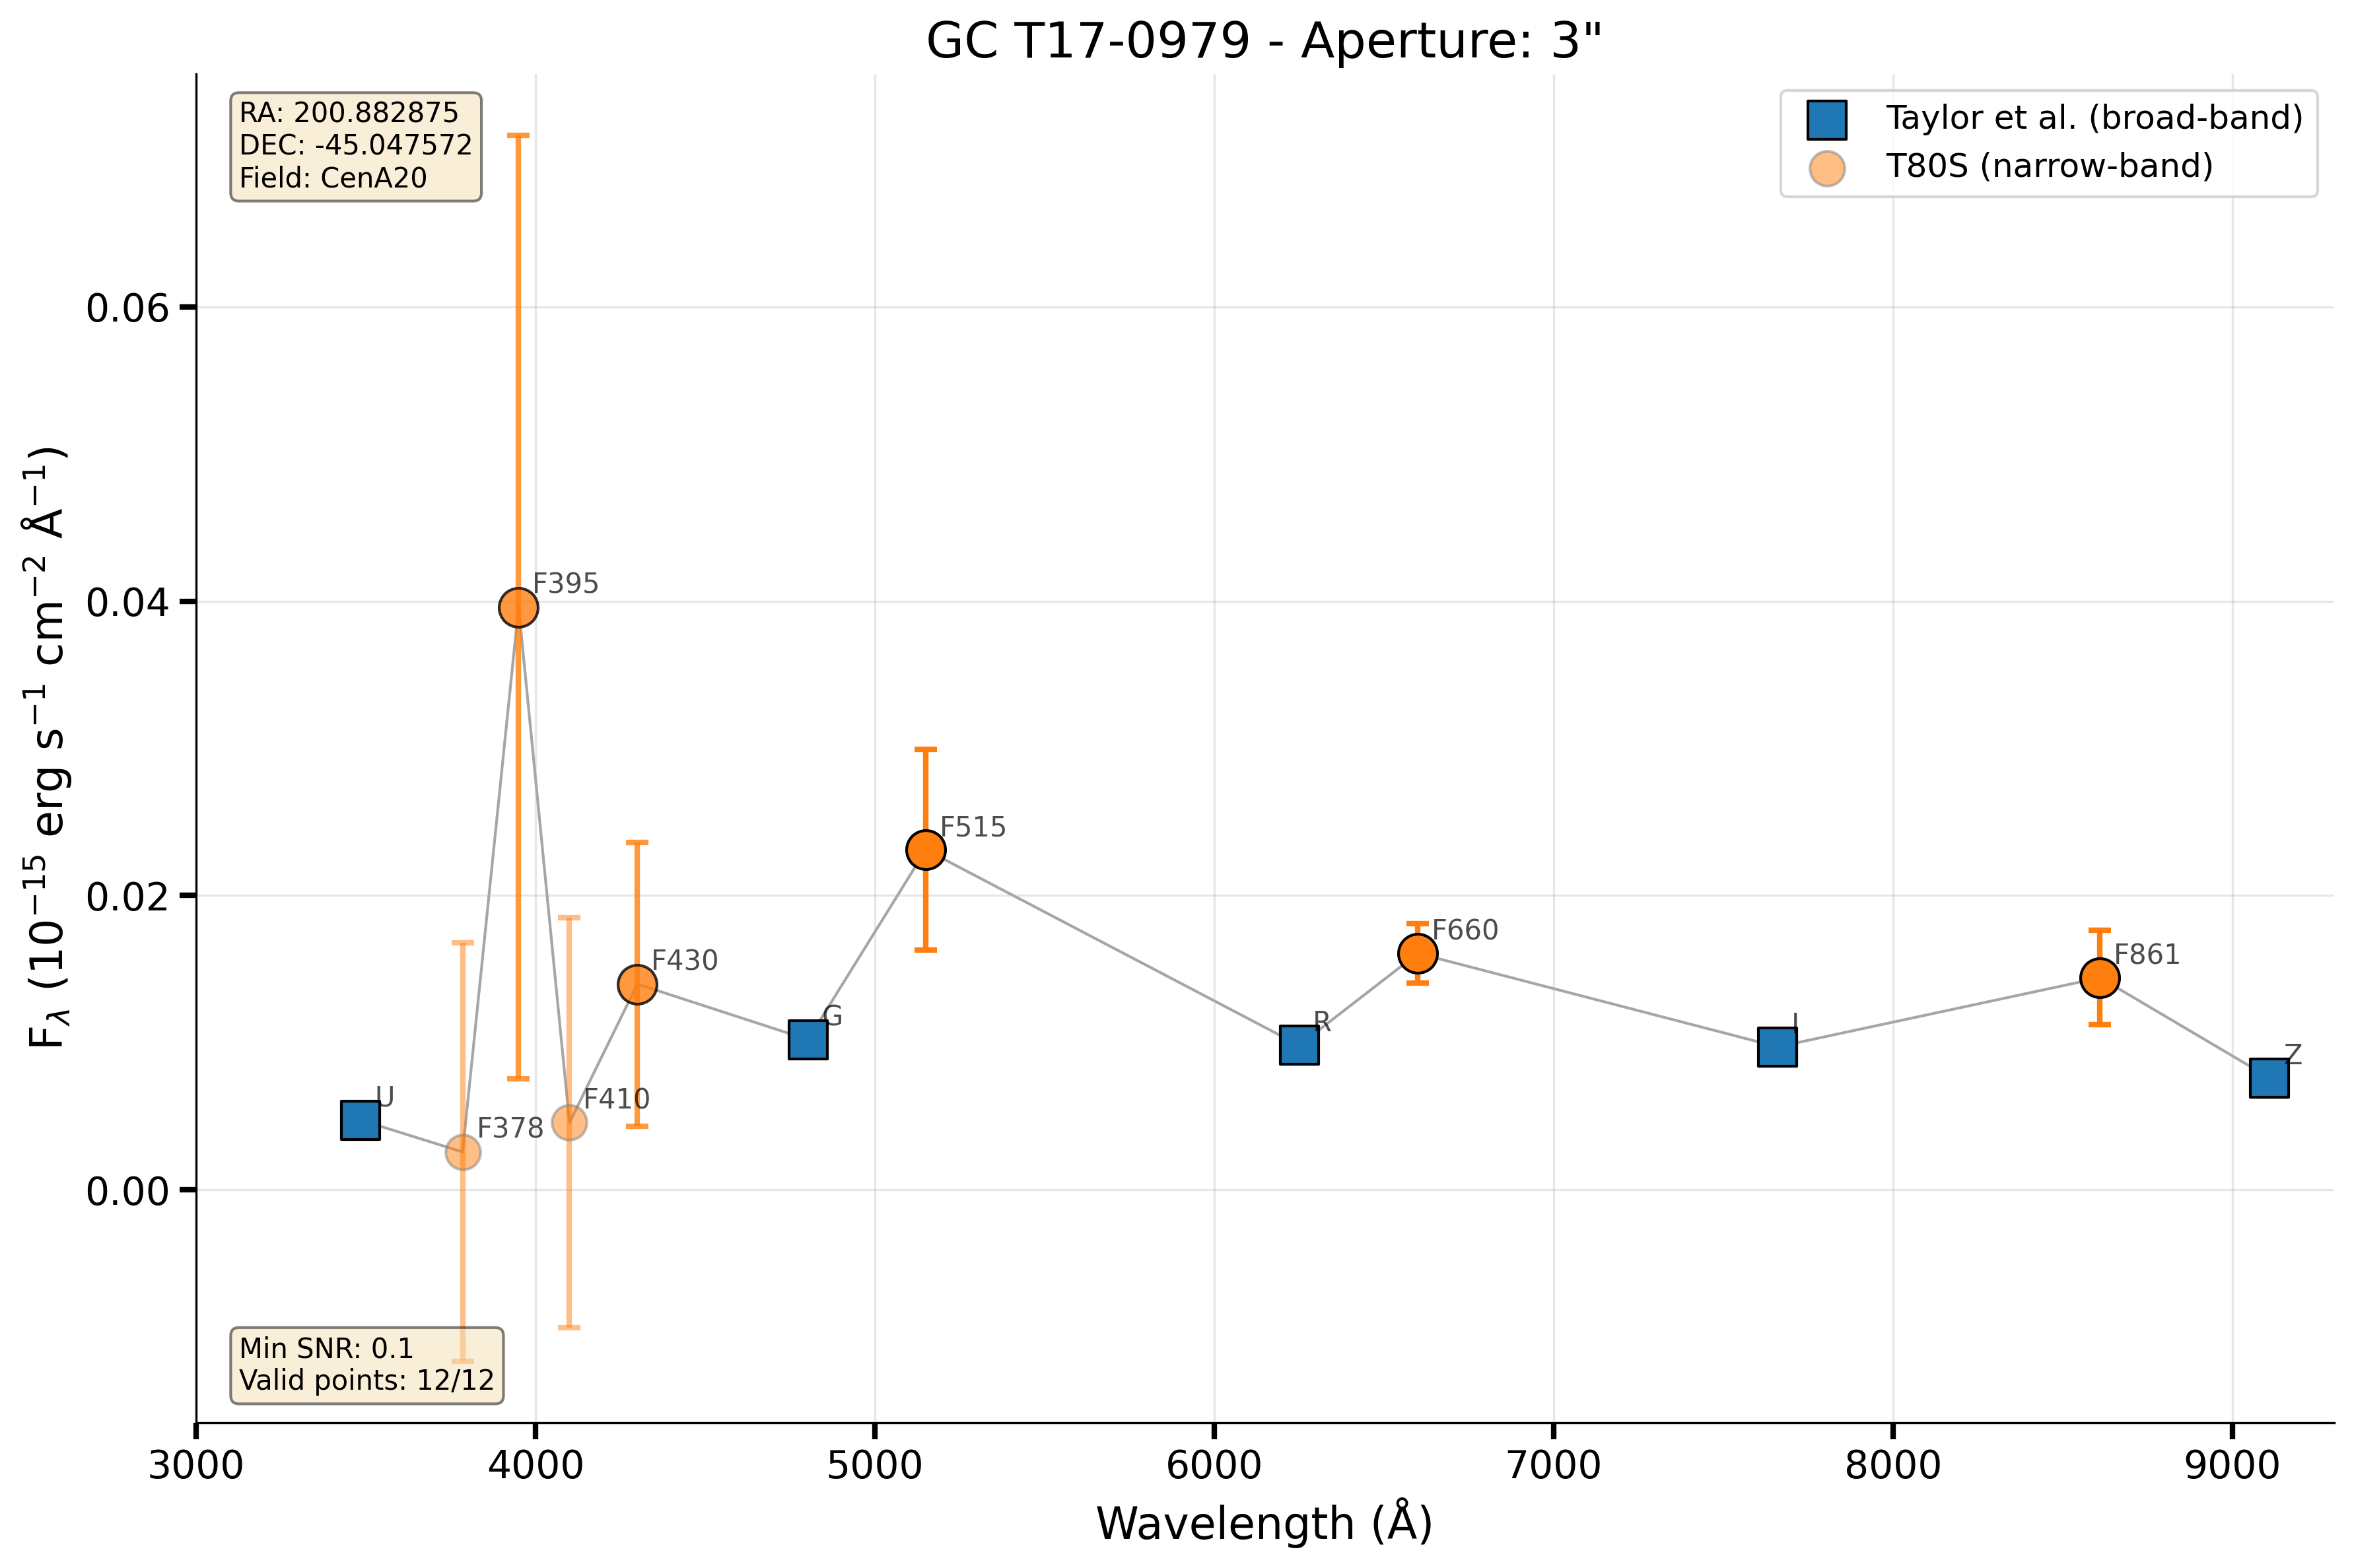 GC T17-0979 - Aperture: 3"
RA: 200.882875
DEC: -45.047572
Field: CenA20
Taylor et al. (broad-band)
T80S (narrow-band)
0.06
0.04
0.02
0.00
F_λ (10⁻¹⁵ erg s⁻¹ cm⁻² Å⁻¹)
F395
F515
F430
F660
F861
G
R
I
Z
U
F410
F378
Min SNR: 0.1
Valid points: 12/12
3000 4000 5000 6000 7000 8000 9000
Wavelength (Å)